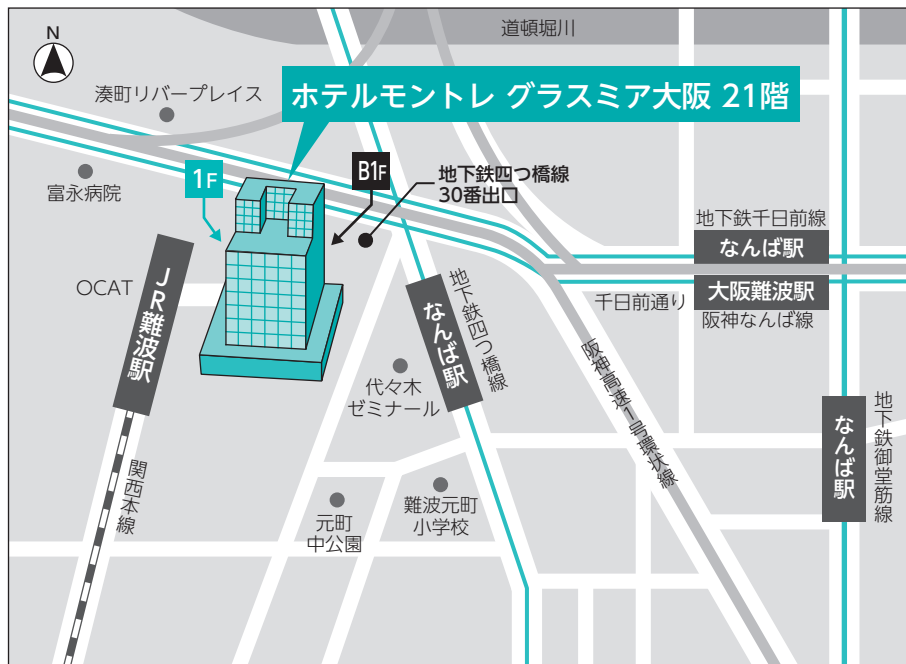 道頓堀川
N
湊町リバープレイス
ホテルモントレ グラスミア大阪 21階
富永病院
1F
B1F
地下鉄四つ橋線
30番出口
地下鉄千日前線
なんば駅
大阪難波駅
千日前通り
阪神なんば線
OCAT
JR難波駅
地下鉄四つ橋線
なんば駅
代々木
ゼミナール
阪神高速1号環状線
なんば駅
地下鉄御堂筋線
関西本線
元町
中公園
難波元町
小学校